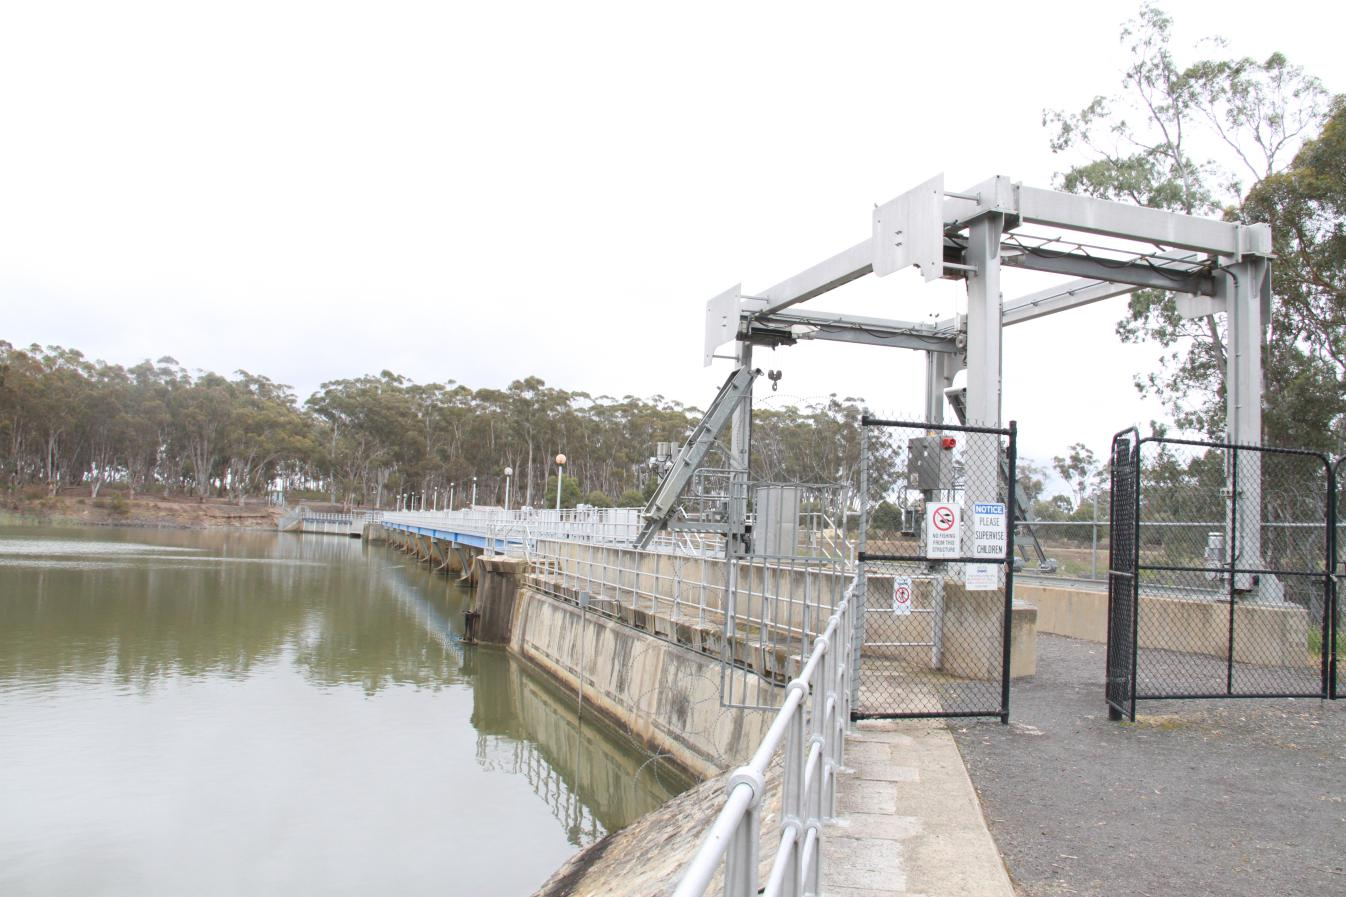 NO FISHING
FROM THIS
STRUCTURE
NOTICE
PLEASE
SUPERVISE
CHILDREN